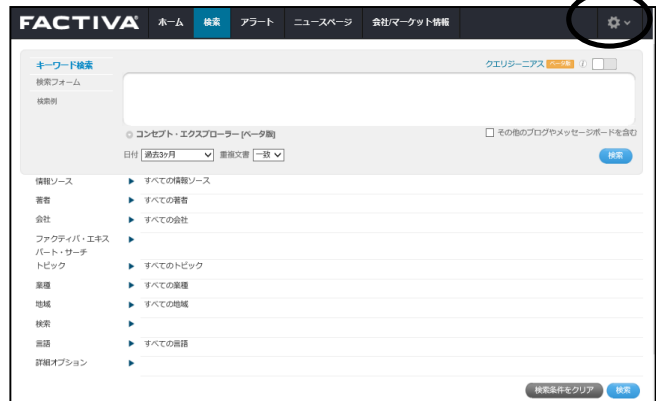 FACTIVA ホーム 検索 アラート ニュースページ 会社/マーケット情報
キーワード検索 クエリジーニアス ベータ版
検索フォーム
検索例
コンセプト・エクスプローラー [ベータ版] その他のブログやメッセージボードを含む
日付 過去3ヶ月 重複文書 一致 検索
情報ソース すべての情報ソース
著者 すべての著者
会社 すべての会社
ファクティバ・エキス
パート・サーチ
トピック すべてのトピック
業種 すべての業種
地域 すべての地域
検索
言語 すべての言語
詳細オプション
検索条件をクリア 検索